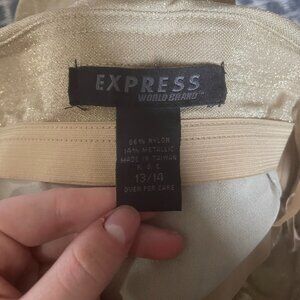 EXPRESS
WORLD BRAND™
86% NYLON
14% METALLIC
MADE IN TAIWAN
R.O.C.
13/14
OVER FOR CARE